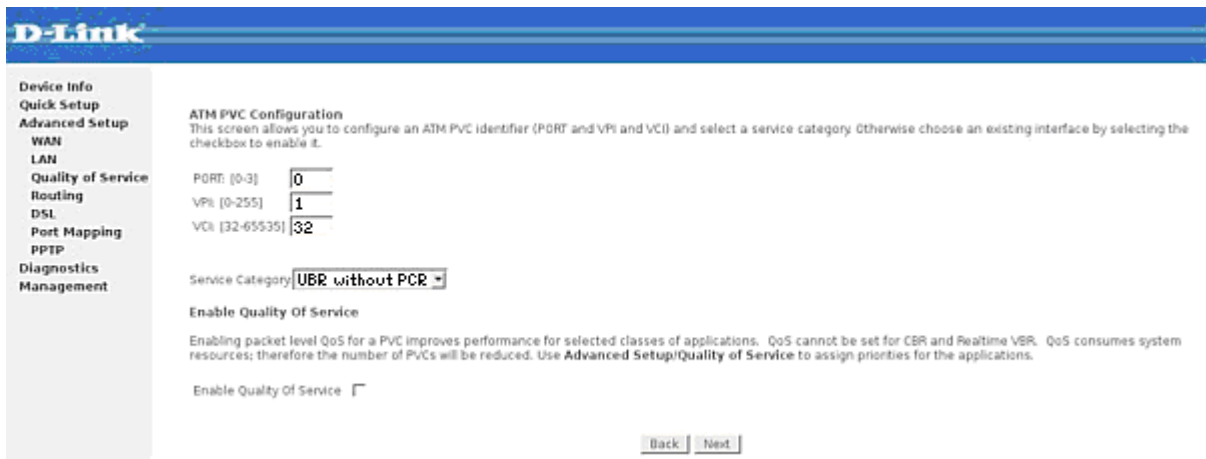 D-Link
Device Info
Quick Setup
Advanced Setup
WAN
LAN
Quality of Service
Routing
DSL
Port Mapping
PPTP
Diagnostics
Management
ATM PVC Configuration
This screen allows you to configure an ATM PVC identifier (PORT and VPI and VCI) and select a service category. Otherwise choose an existing interface by selecting the
checkbox to enable it.
PORT: [0-3] 0
VPI: [0-255] 1
VCI: [32-65535] 32
Service Category: UBR without PCR
Enable Quality Of Service
Enabling packet level QoS for a PVC improves performance for selected classes of applications. QoS cannot be set for CBR and Realtime VBR. QoS consumes system
resources; therefore the number of PVCs will be reduced. Use Advanced Setup/Quality of Service to assign priorities for the applications.
Enable Quality Of Service
Back Next